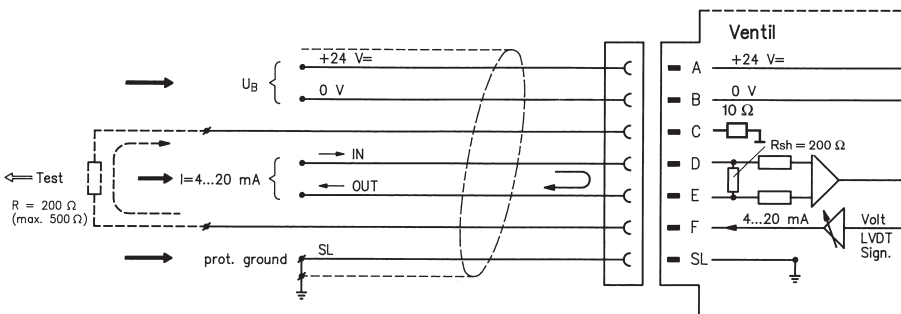 Ventil
+24 V= A +24 V=
U_B
0 V B 0 V
10 Ω
C
Rsh = 200 Ω
IN D
Test I=4...20 mA
OUT E
R = 200 Ω
(max. 500 Ω)
F 4...20 mA Volt
LVDT
Sign.
prot. ground SL SL